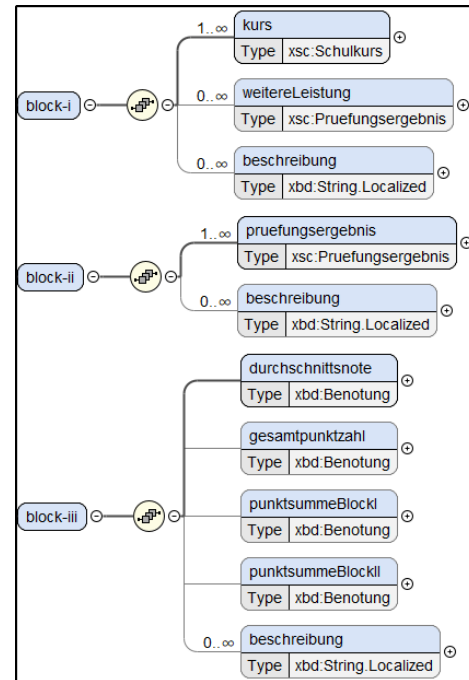 kurs
1..∞
Type xsc:Schulkurs
weitereLeistung
0..∞
Type xsc:Pruefungsergebnis
block-i
beschreibung
0..∞
Type xbd:String.Localized
pruefungsergebnis
1..∞
Type xsc:Pruefungsergebnis
block-ii
beschreibung
0..∞
Type xbd:String.Localized
durchschnittsnote
Type xbd:Benotung
gesamtpunktzahl
Type xbd:Benotung
block-iii
punktsummeBlockI
Type xbd:Benotung
punktsummeBlockII
Type xbd:Benotung
beschreibung
0..∞
Type xbd:String.Localized